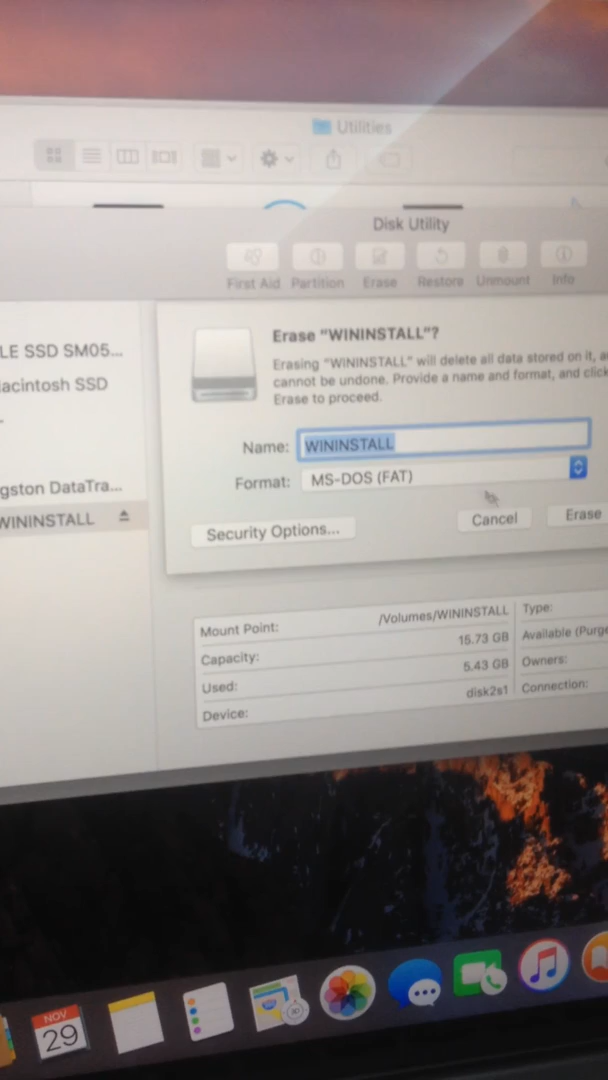 Utilities
Disk Utility
First Aid Partition Erase Restore Unmount Info
LE SSD SM05...
acintosh SSD
gston DataTra...
WININSTALL
Erase "WININSTALL"?
Erasing "WININSTALL" will delete all data stored on it, a
cannot be undone. Provide a name and format, and click
Erase to proceed.
Name: WININSTALL
Format: MS-DOS (FAT)
Security Options... Cancel Erase
Mount Point: /Volumes/WININSTALL Type:
Capacity: 15.73 GB Available (Purge
Used: 5.43 GB Owners:
Device: disk2s1 Connection:
NOV
29
3D